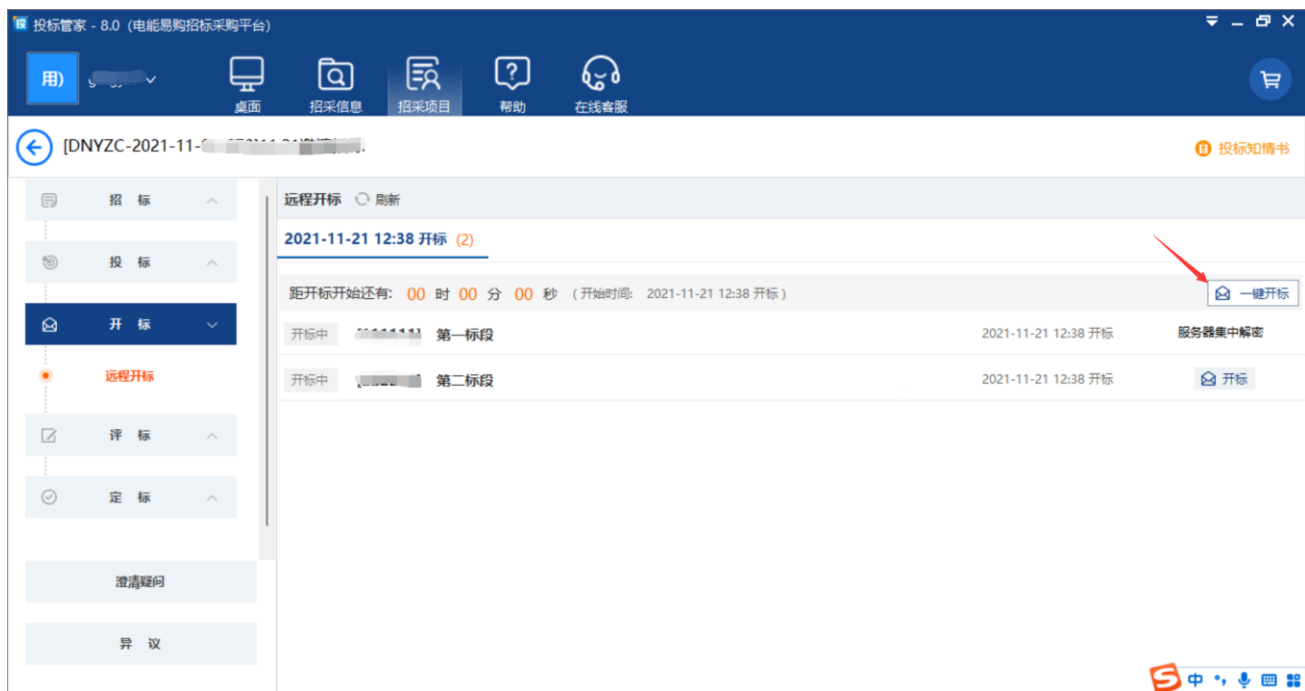 投标管家 - 8.0 (电能易购招标采购平台)
用)
桌面 招采信息 招采项目 帮助 在线客服
[DNYZC-2021-11-
投标知情书
招 标
投 标
开 标
远程开标
评 标
定 标
澄清疑问
异 议
远程开标 刷新
2021-11-21 12:38 开标 (2)
距开标开始还有: 00 时 00 分 00 秒 (开始时间: 2021-11-21 12:38 开标)
一键开标
开标中 第一标段 2021-11-21 12:38 开标 服务器集中解密
开标中 第二标段 2021-11-21 12:38 开标 开标
中